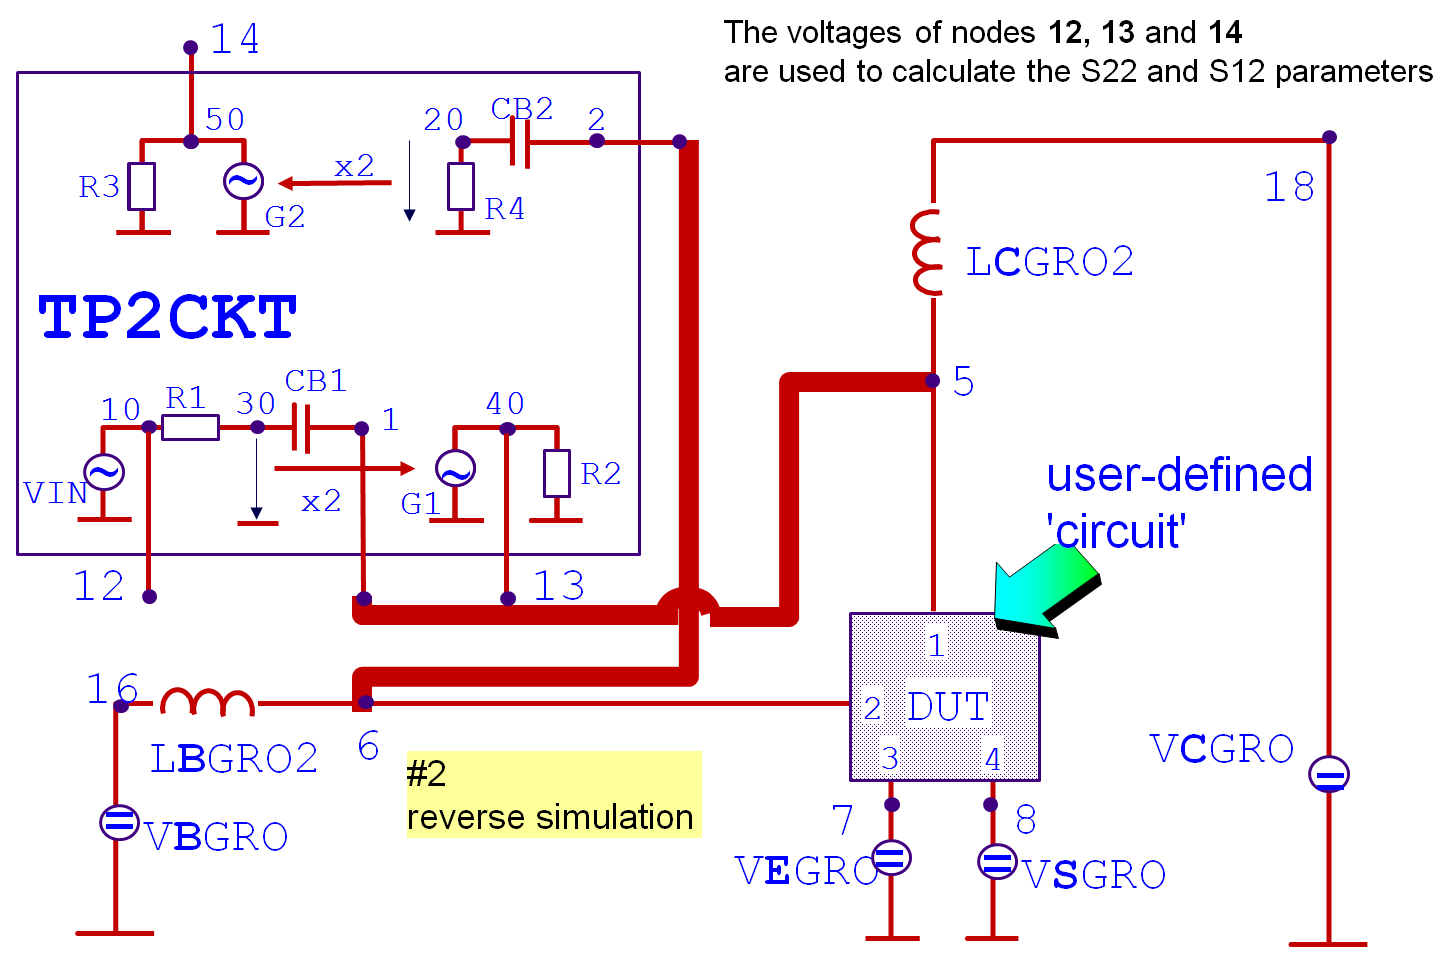 14
The voltages of nodes 12, 13 and 14
are used to calculate the S22 and S12 parameters
50
20
CB2
2
x2
R3
G2
R4
18
LCGRO2
TP2CKT
CB1
10
R1
30
1
40
5
VIN
x2
G1
R2
user-defined
'circuit'
12
13
1
16
2
DUT
6
LBGRO2
3
4
VCGRO
#2
reverse simulation
VBGRO
7
8
VEGRO
VSGRO